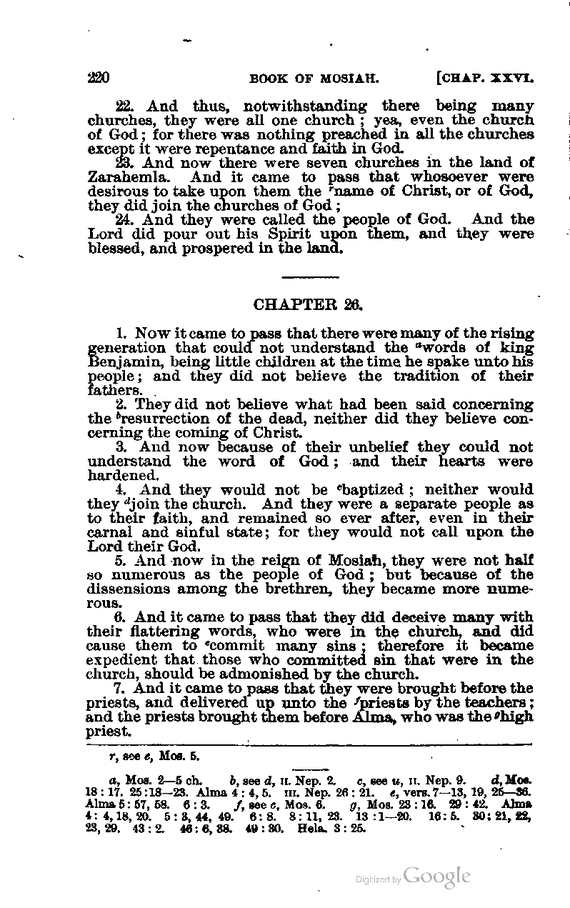 220 BOOK OF MOSIAH. [CHAP. XXVI.
22. And thus, notwithstanding there being many
churches, they were all one church ; yea, even the church
of God ; for there was nothing preached in all the churches
except it were repentance and faith in God.
23. And now there were seven churches in the land of
Zarahemla. And it came to pass that whosoever were
desirous to take upon them the ʳname of Christ, or of God,
they did join the churches of God ;
24. And they were called the people of God. And the
Lord did pour out his Spirit upon them, and they were
blessed, and prospered in the land.
CHAPTER 26.
1. Now it came to pass that there were many of the rising
generation that could not understand the ᵃwords of king
Benjamin, being little children at the time he spake unto his
people ; and they did not believe the tradition of their
fathers.
2. They did not believe what had been said concerning
the ᵇresurrection of the dead, neither did they believe con-
cerning the coming of Christ.
3. And now because of their unbelief they could not
understand the word of God ; and their hearts were
hardened.
4. And they would not be ᶜbaptized ; neither would
they ᵈjoin the church. And they were a separate people as
to their faith, and remained so ever after, even in their
carnal and sinful state ; for they would not call upon the
Lord their God.
5. And now in the reign of Mosiah, they were not half
so numerous as the people of God ; but because of the
dissensions among the brethren, they became more nume-
rous.
6. And it came to pass that they did deceive many with
their flattering words, who were in the church, and did
cause them to ᵉcommit many sins ; therefore it became
expedient that those who committed sin that were in the
church, should be admonished by the church.
7. And it came to pass that they were brought before the
priests, and delivered up unto the ᶠpriests by the teachers ;
and the priests brought them before Alma, who was the ᵍhigh
priest.
r, see e, Mos. 5.
a, Mos. 2—5 ch. b, see d, II. Nep. 2. c, see u, II. Nep. 9. d, Mos.
18 : 17. 25 :18—23. Alma 4 : 4, 5. III. Nep. 26 : 21. e, vers. 7—13, 19, 25—36.
Alma 5 : 57, 58. 6 : 3. f, see c, Mos. 6. g, Mos. 23 : 16. 29 : 42. Alma
4 : 4, 18, 20. 5 : 3, 44, 49. 6 : 8. 8 : 11, 23. 13 :1—20. 16 : 5. 30 : 21, 22,
23, 29. 43 : 2. 46 : 6, 38. 49 : 30. Hela. 3 : 25.
Digitized by Google